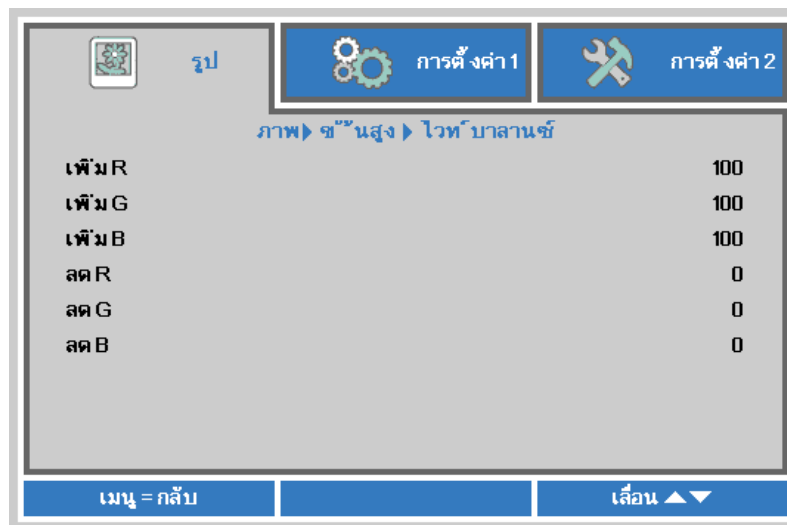 รูป การตั้งค่า 1 การตั้งค่า 2
ภาพ ▶ ขั้นสูง ▶ ไวท์บาลานซ์
เพิ่ม R 100
เพิ่ม G 100
เพิ่ม B 100
ลด R 0
ลด G 0
ลด B 0
เมนู = กลับ เลื่อน ▲▼